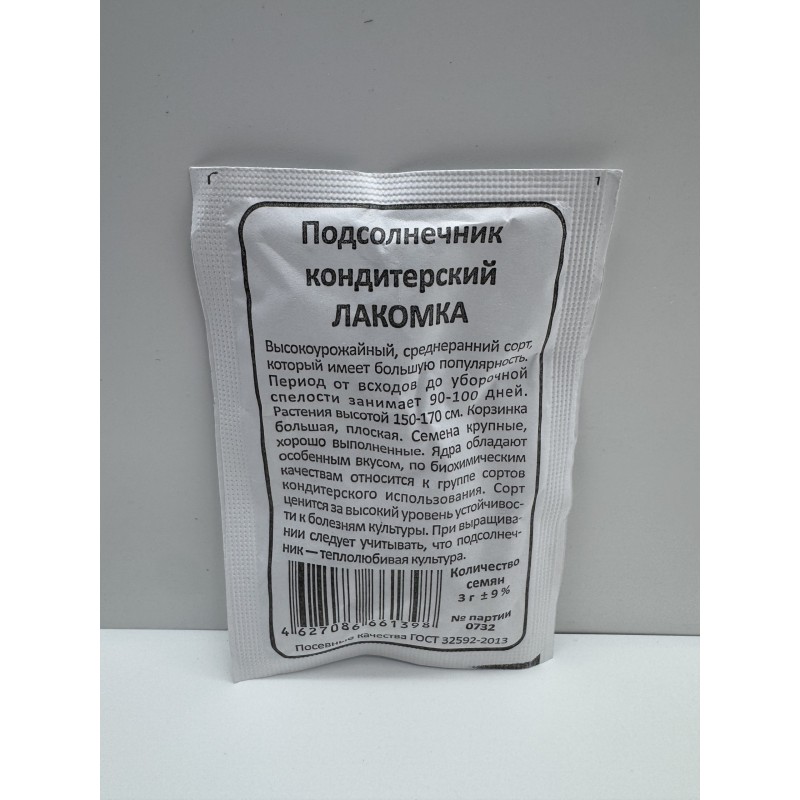 Подсолнечник
кондитерский
ЛАКОМКА
Высокоурожайный, среднеранний сорт,
который имеет большую популярность.
Период от всходов до уборочной
спелости занимает 90-100 дней.
Растения высотой 150-170 см. Корзинка
большая, плоская. Семена крупные,
хорошо выполненные. Ядра обладают
особенным вкусом, по биохимическим
качествам относится к группе сортов
кондитерского использования. Сорт
ценится за высокий уровень устойчивос-
ти к болезням культуры. При выращива-
нии следует учитывать, что подсолнеч-
ник — теплолюбивая культура.
Количество
семян
3 г ± 9 %
№ партии
0732
4 627086 661398
Посевные качества ГОСТ 32592-2013